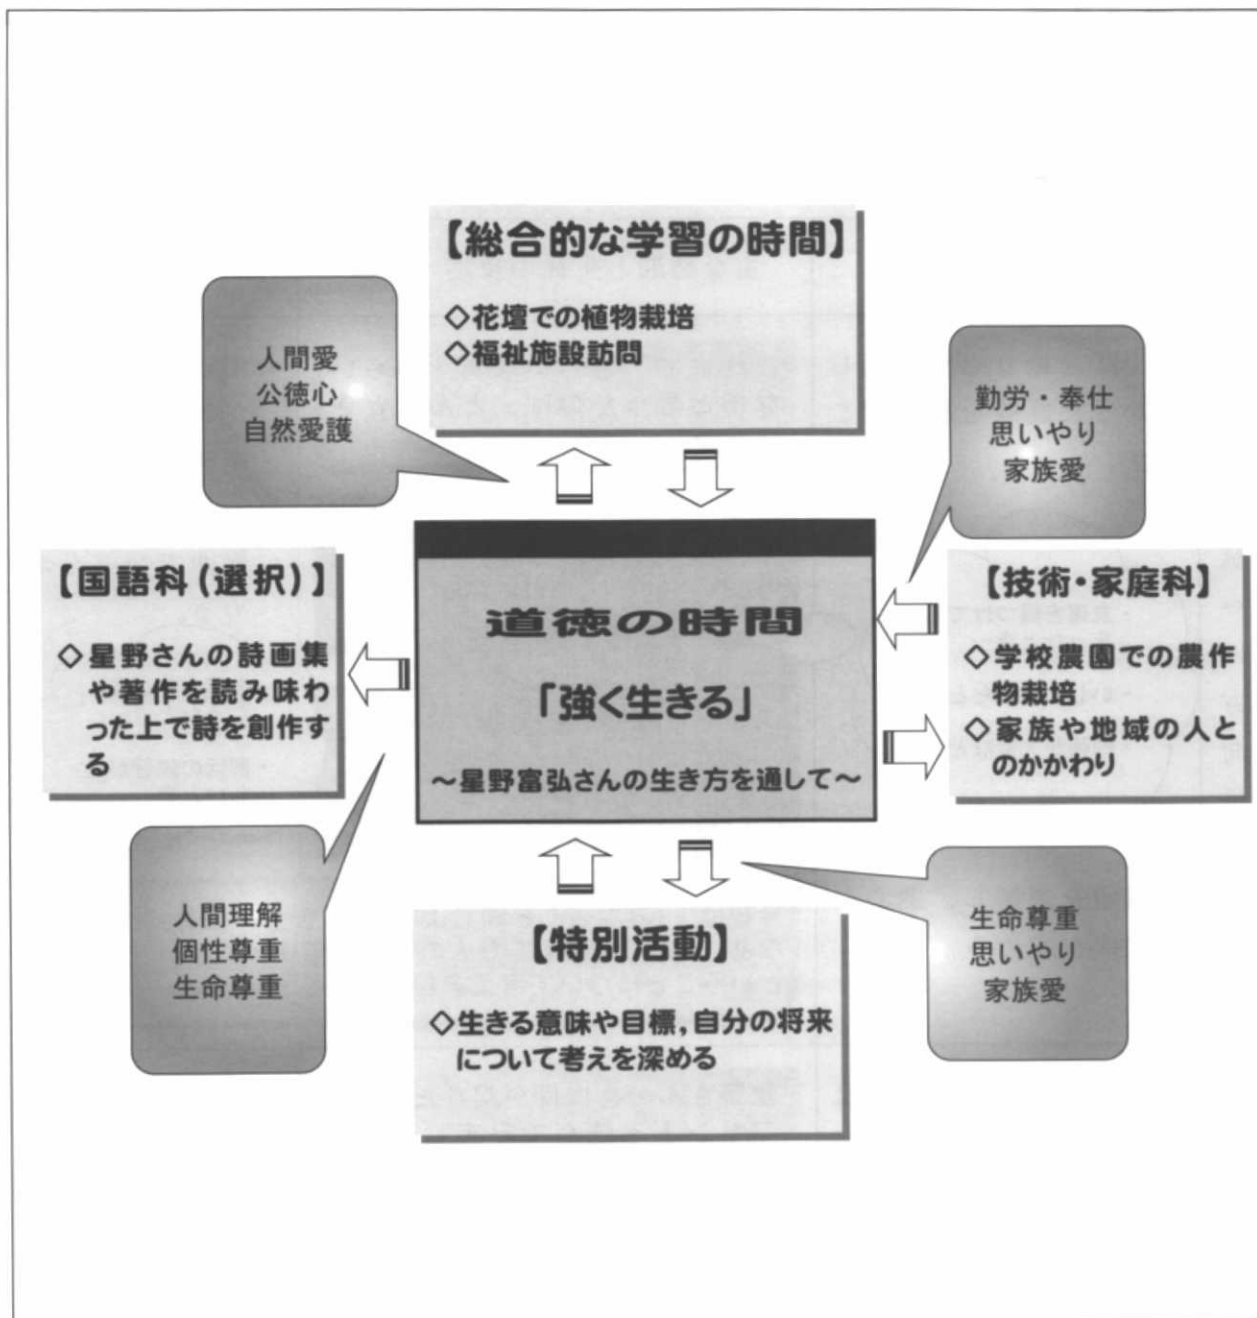 【総合的な学習の時間】
◇花壇での植物栽培
◇福祉施設訪問
人間愛
公徳心
自然愛護
勤労・奉仕
思いやり
家族愛
【国語科(選択)】
◇星野さんの詩画集
や著作を読み味わ
った上で詩を創作す
る
道徳の時間
「強く生きる」
～星野富弘さんの生き方を通して～
【技術・家庭科】
◇学校農園での農作
物栽培
◇家族や地域の人と
のかかわり
人間理解
個性尊重
生命尊重
【特別活動】
◇生きる意味や目標,自分の将来
について考えを深める
生命尊重
思いやり
家族愛